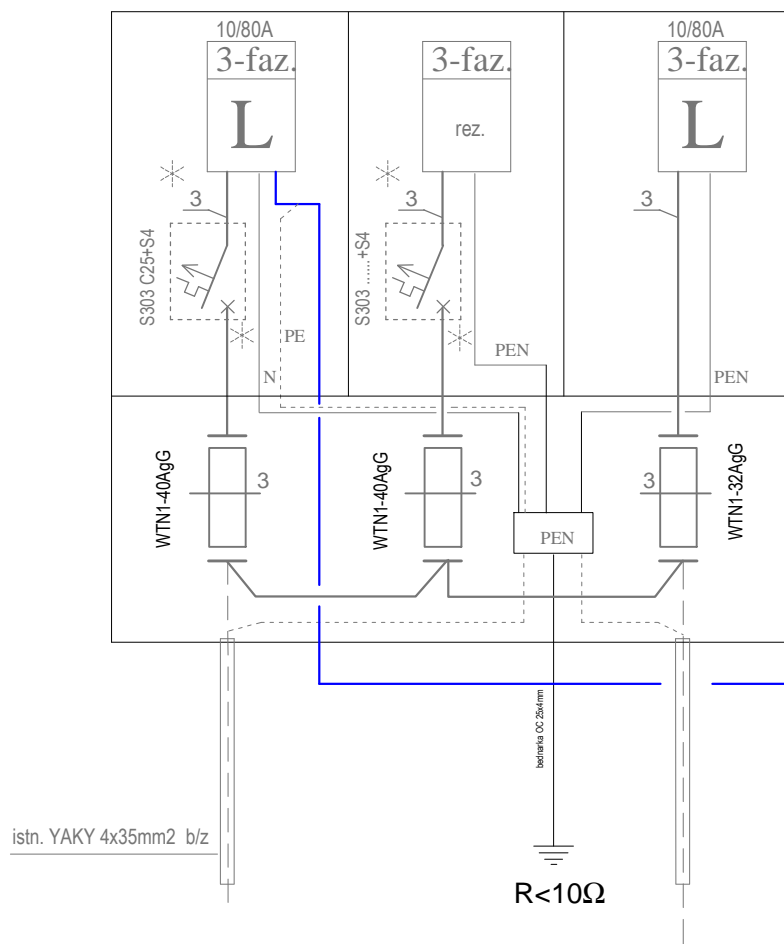 10/80A
10/80A
3-faz.
3-faz.
3-faz.
L
rez.
L
3
3
3
S303 C25+S4
S303 .......+S4
PE
PEN
N
PEN
WTN1-40AgG
3
WTN1-40AgG
3
3
WTN1-32AgG
PEN
bednarka OC 25x4mm
istn. YAKY 4x35mm2 b/z
R<10Ω